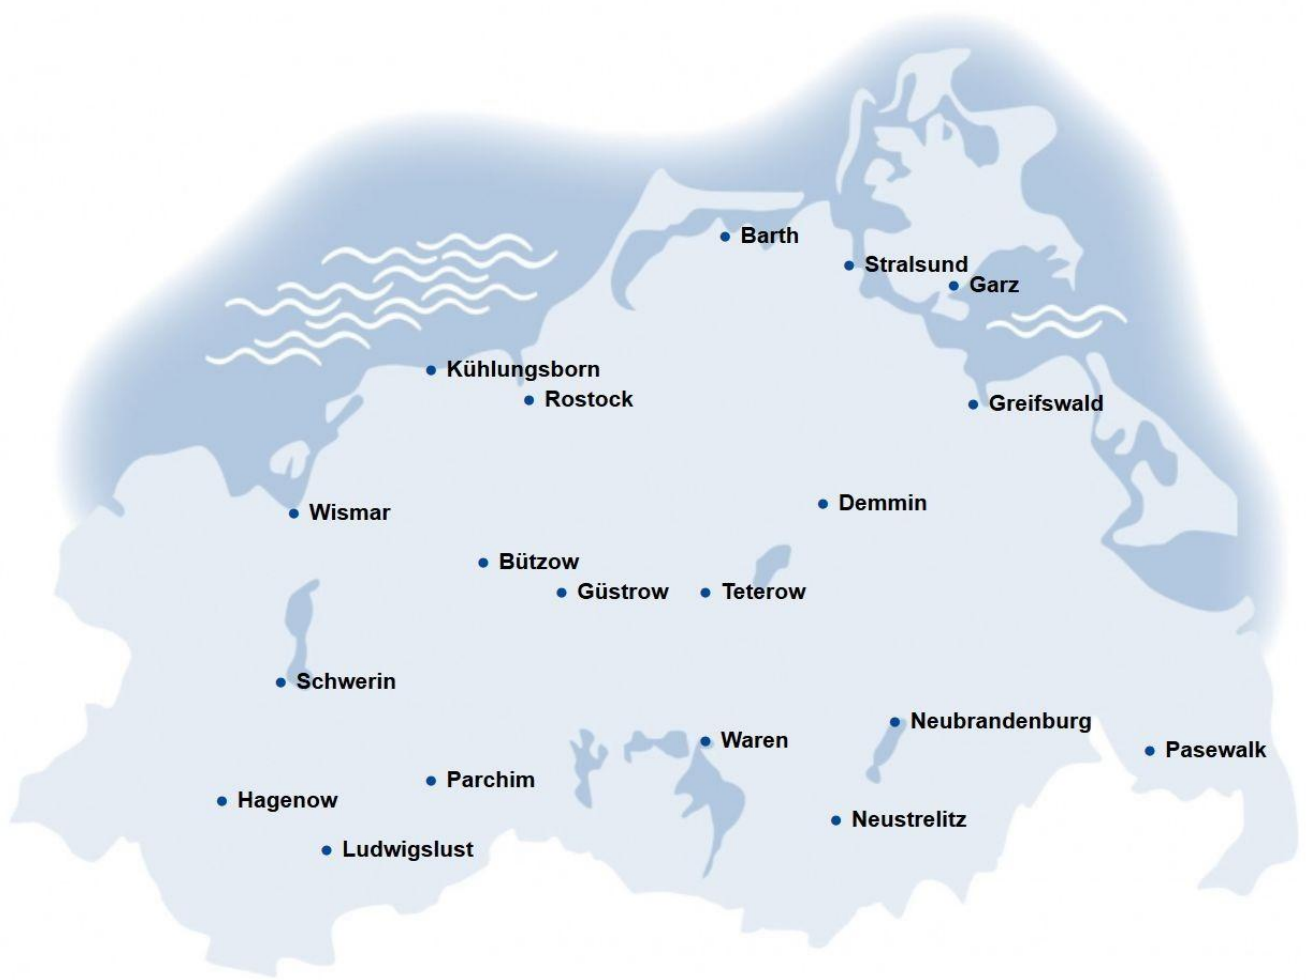 Barth
Stralsund
Garz
Kühlungsborn
Rostock
Greifswald
Wismar
Demmin
Bützow
Güstrow
Teterow
Schwerin
Neubrandenburg
Waren
Pasewalk
Parchim
Hagenow
Neustrelitz
Ludwigslust